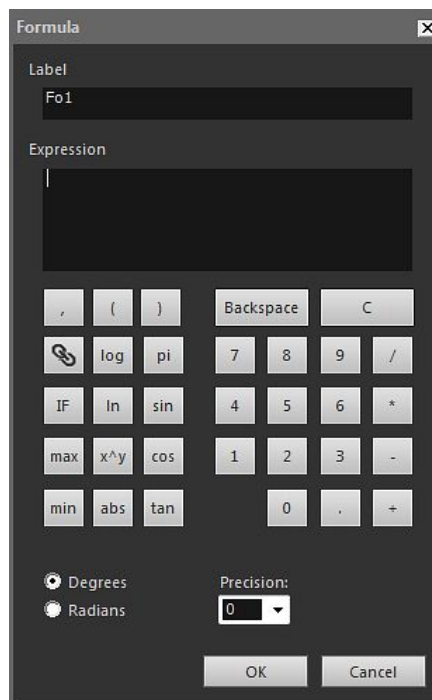 Formula
Label
Fo1
Expression
, ( ) Backspace C
log pi 7 8 9 /
IF ln sin 4 5 6 *
max x^y cos 1 2 3 -
min abs tan 0 . +
Degrees Precision:
Radians 0
OK Cancel